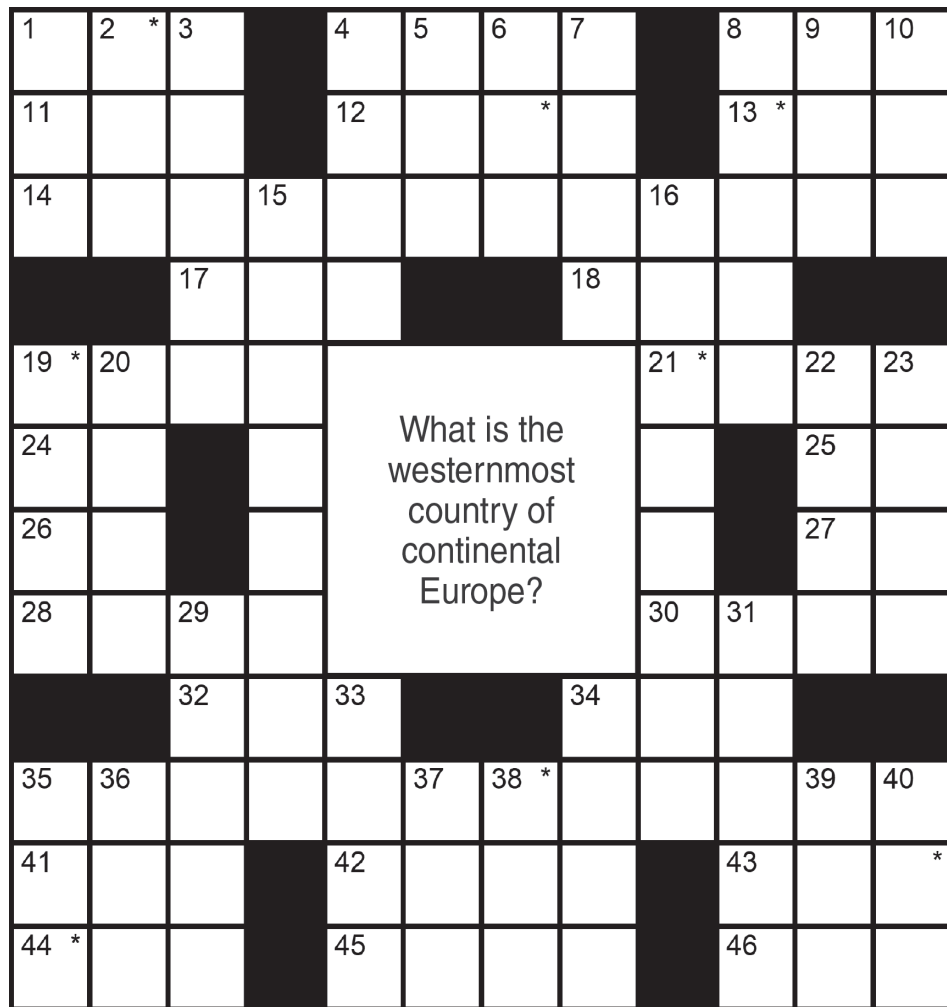 1 2 * 3 4 5 6 7 8 9 10
11 12 * 13 *
14 15 16
17 18
19 * 20 21 * 22 23
What is the
24 25
westernmost
country of
26 27
continental
Europe?
28 29 30 31
32 33 34
35 36 37 38 * 39 40
41 42 43 *
44 * 45 46